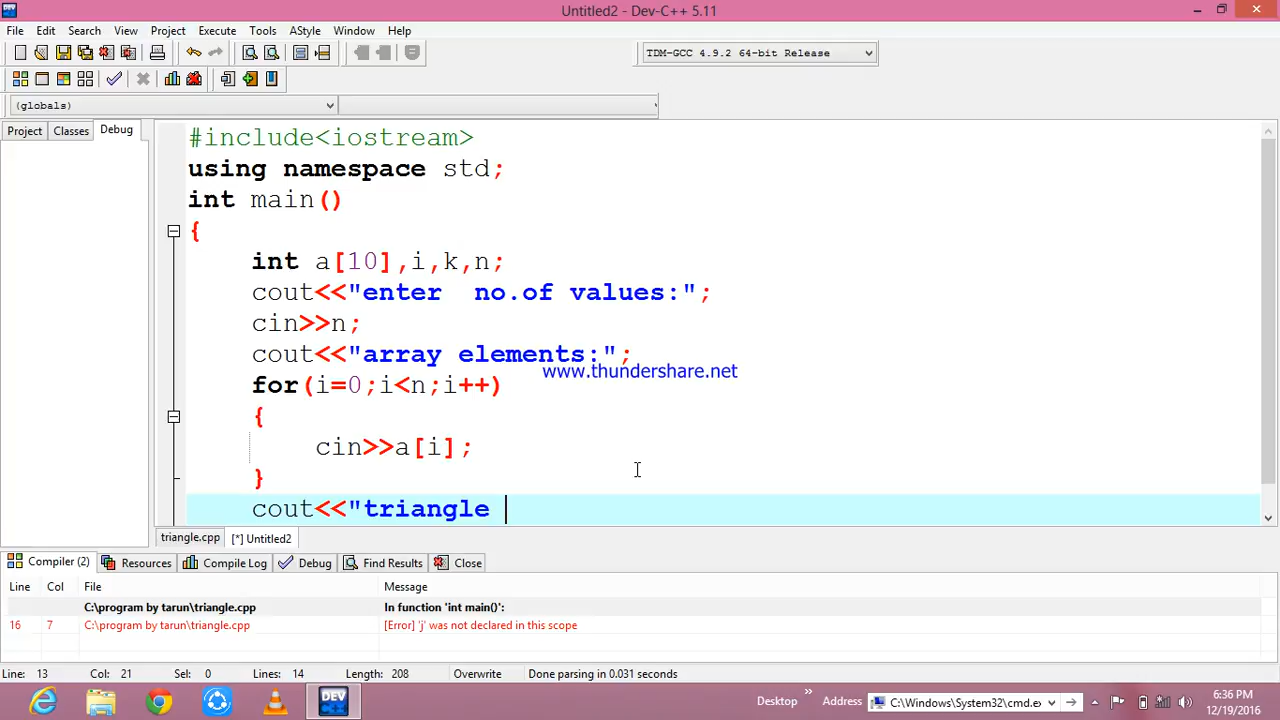 Untitled2 - Dev-C++ 5.11
File Edit Search View Project Execute Tools AStyle Window Help
TDM-GCC 4.9.2 64-bit Release
(globals)
Project Classes Debug
#include<iostream>
using namespace std;
int main()
{
int a[10],i,k,n;
cout<<"enter  no.of values:";
cin>>n;
cout<<"array elements:";
www.thundershare.net
for(i=0;i<n;i++)
{
cin>>a[i];
}
cout<<"triangle
triangle.cpp [*] Untitled2
Compiler (2) Resources Compile Log Debug Find Results Close
Line Col File Message
C:\program by tarun\triangle.cpp In function 'int main()':
16 7 C:\program by tarun\triangle.cpp [Error] 'j' was not declared in this scope
Line: 13 Col: 21 Sel: 0 Lines: 14 Length: 208 Overwrite Done parsing in 0.031 seconds
DEV Desktop » Address C:\Windows\System32\cmd.ex 6:36 PM
12/19/2016